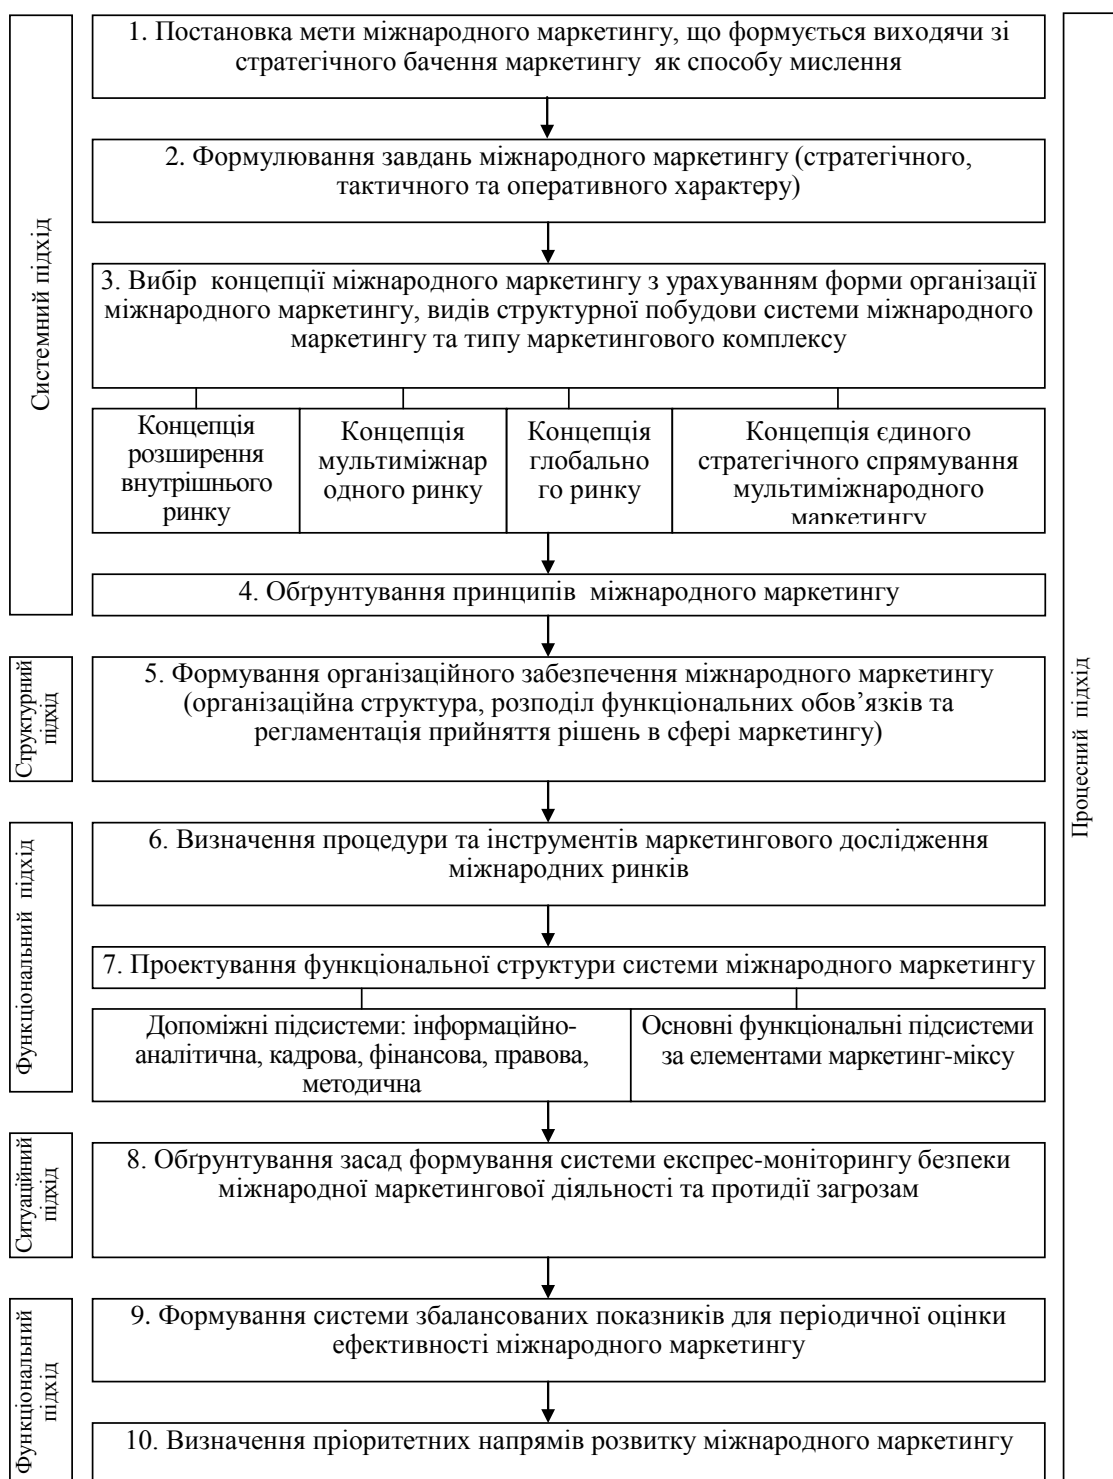 1. Постановка мети міжнародного маркетингу, що формується виходячи зі
стратегічного бачення маркетингу як способу мислення
2. Формулювання завдань міжнародного маркетингу (стратегічного,
тактичного та оперативного характеру)
3. Вибір концепції міжнародного маркетингу з урахуванням форми організації
міжнародного маркетингу, видів структурної побудови системи міжнародного
маркетингу та типу маркетингового комплексу
Концепція
розширення
внутрішнього
ринку
Концепція
мультиміжнар
одного ринку
Концепція
глобально
го ринку
Концепція єдиного
стратегічного спрямування
мультиміжнародного
маркетингу
4. Обґрунтування принципів міжнародного маркетингу
Системний підхід
5. Формування організаційного забезпечення міжнародного маркетингу
(організаційна структура, розподіл функціональних обов’язків та
регламентація прийняття рішень в сфері маркетингу)
Структурний
підхід
6. Визначення процедури та інструментів маркетингового дослідження
міжнародних ринків
7. Проектування функціональної структури системи міжнародного маркетингу
Допоміжні підсистеми: інформаційно-
аналітична, кадрова, фінансова, правова,
методична
Основні функціональні підсистеми
за елементами маркетинг-міксу
Функціональний підхід
8. Обґрунтування засад формування системи експрес-моніторингу безпеки
міжнародної маркетингової діяльності та протидії загрозам
Ситуаційний
підхід
9. Формування системи збалансованих показників для періодичної оцінки
ефективності міжнародного маркетингу
10. Визначення пріоритетних напрямів розвитку міжнародного маркетингу
Функціональний
підхід
Процесний підхід